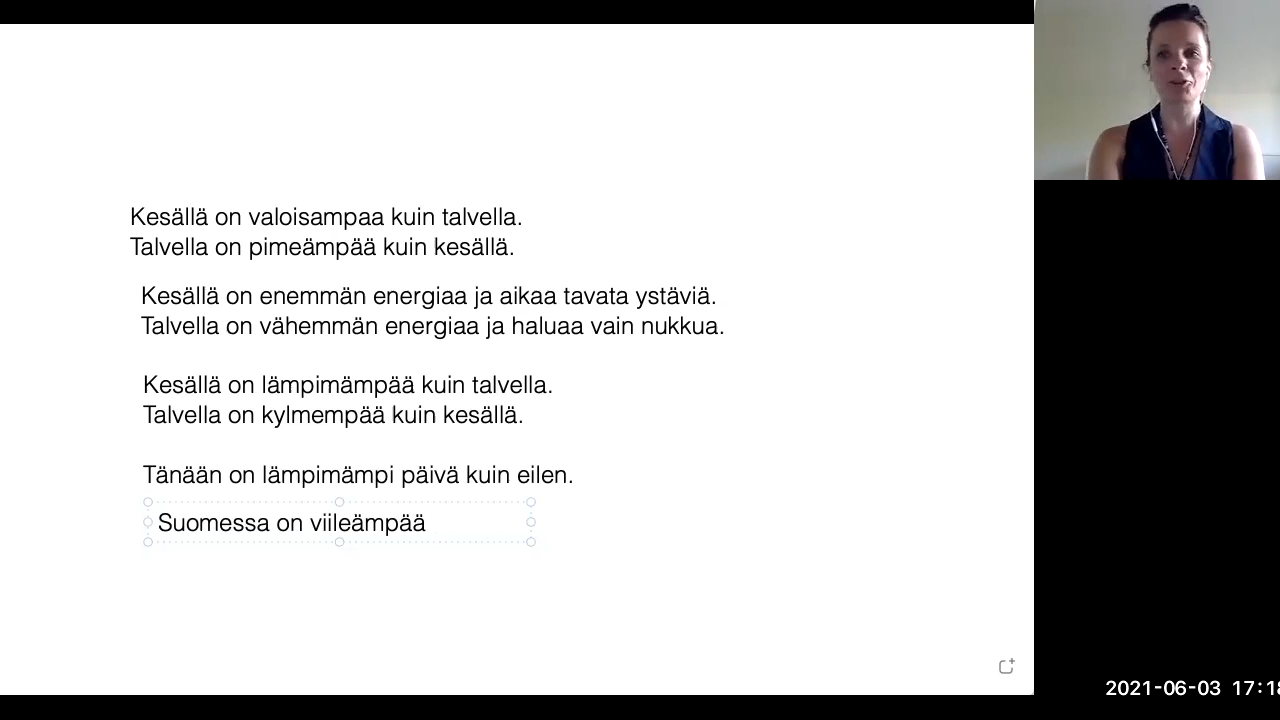 Kesällä on valoisampaa kuin talvella.
Talvella on pimeämpää kuin kesällä.
Kesällä on enemmän energiaa ja aikaa tavata ystäviä.
Talvella on vähemmän energiaa ja haluaa vain nukkua.
Kesällä on lämpimämpää kuin talvella.
Talvella on kylmempää kuin kesällä.
Tänään on lämpimämpi päivä kuin eilen.
Suomessa on viileämpää
2021-06-03 17:18